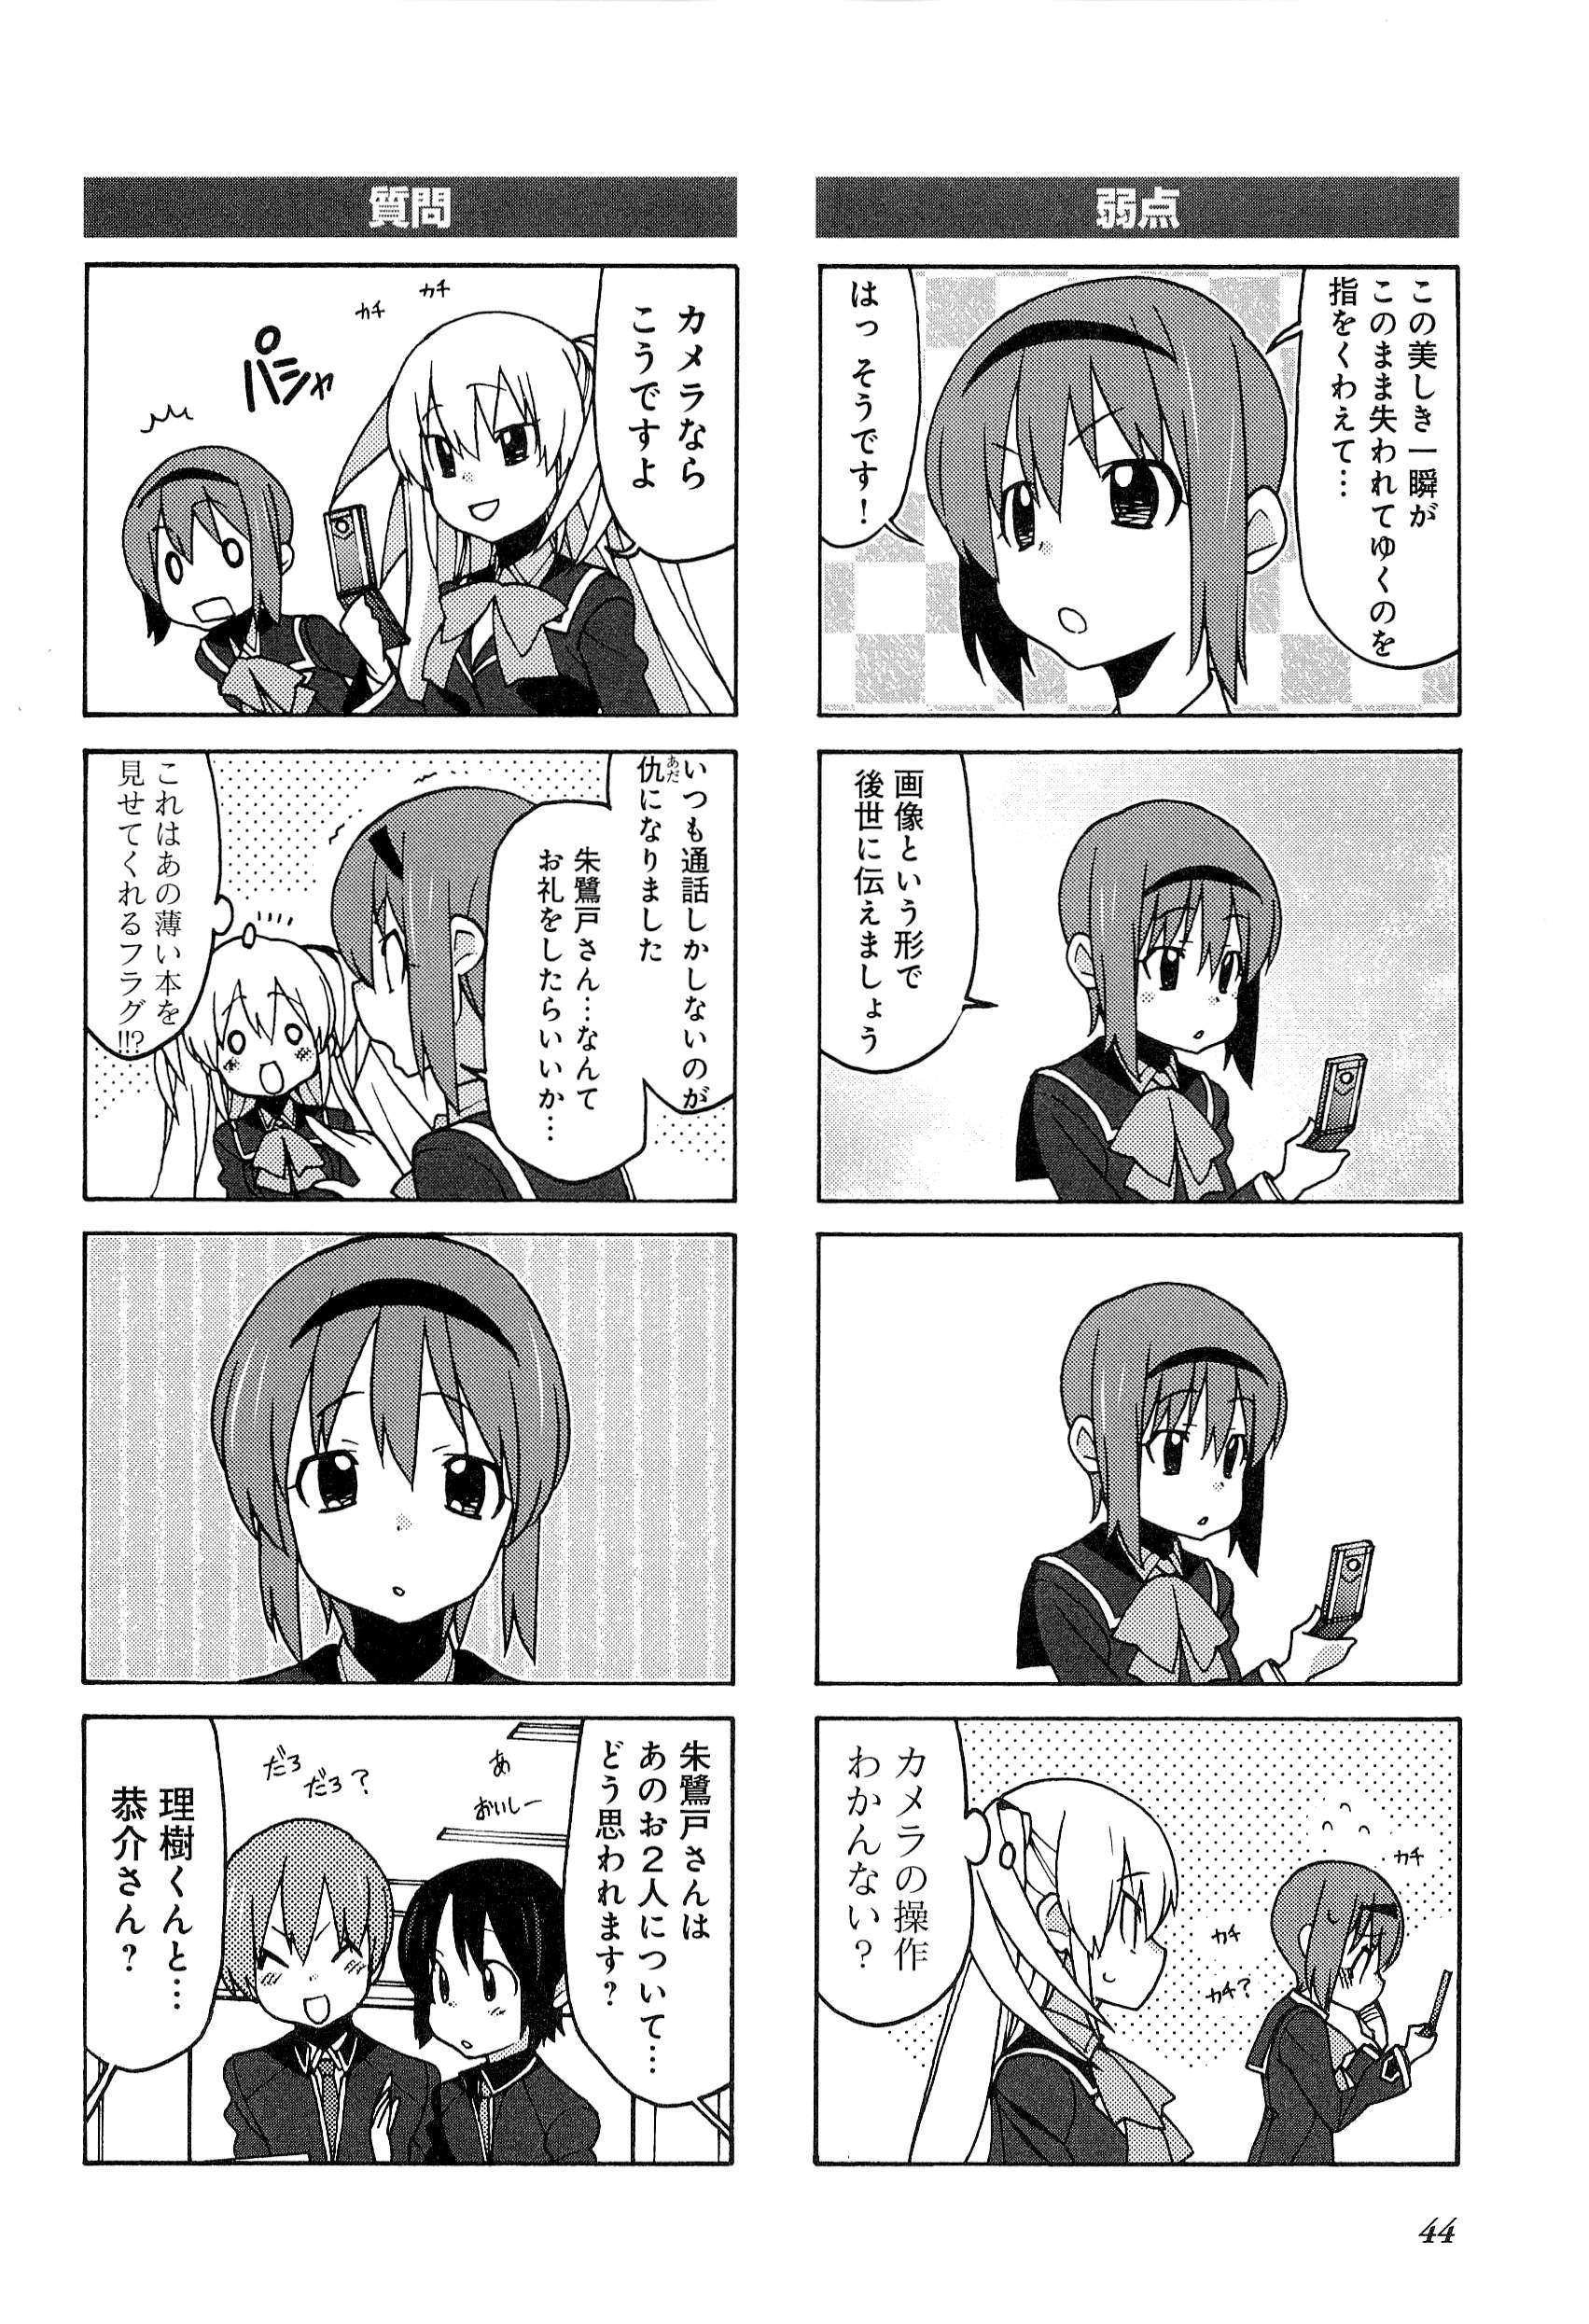 弱点
この美しき一瞬が
このまま失われてゆくのを
指をくわえて…
はっ そうです!
画像という形で
後世に伝えましょう
カチ
カチ
カチ?
カメラの操作
わかんない?
質問
カメラなら
こうですよ
カチ
カチ
パシャ
いつも通話しかしないのが
仇になりました
あだ
朱鷺戸さん…なんて
お礼をしたらいいか…
これはあの薄い本を
見せてくれるフラグ!!?
朱鷺戸さんは
あのお2人について…
どう思われます?
あ
おいしー
だろ
だろ?
理樹くんと…
恭介さん?
44